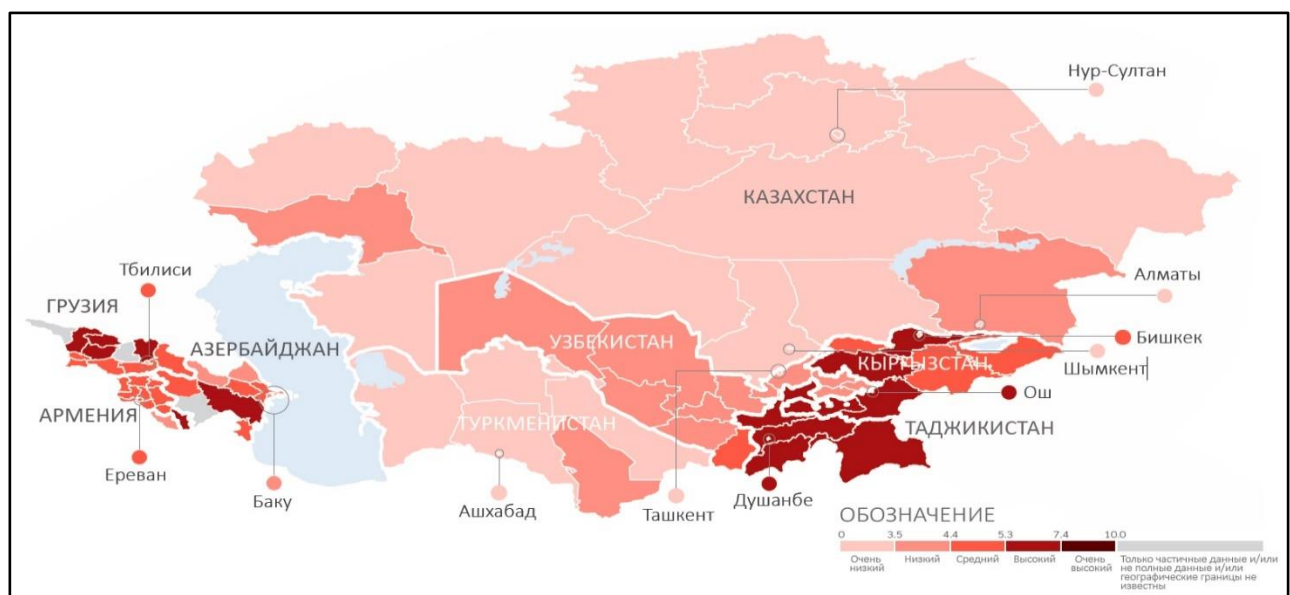 Нур-Султан
КАЗАХСТАН
Тбилиси
Алматы
ГРУЗИЯ
АЗЕРБАЙДЖАН
УЗБЕКИСТАН
Бишкек
КЫРГЫЗСТАН
Шымкент
Ош
АРМЕНИЯ
ТУРКМЕНИСТАН
ТАДЖИКИСТАН
Ереван
Баку
Ашхабад
Ташкент
Душанбе
ОБОЗНАЧЕНИЕ
0 3.5 4.4 5.3 7.4 10.0
Очень низкий
Низкий
Средний
Высокий
Очень высокий
Только частичные данные и/или
не полные данные и/или
географические границы не
известны